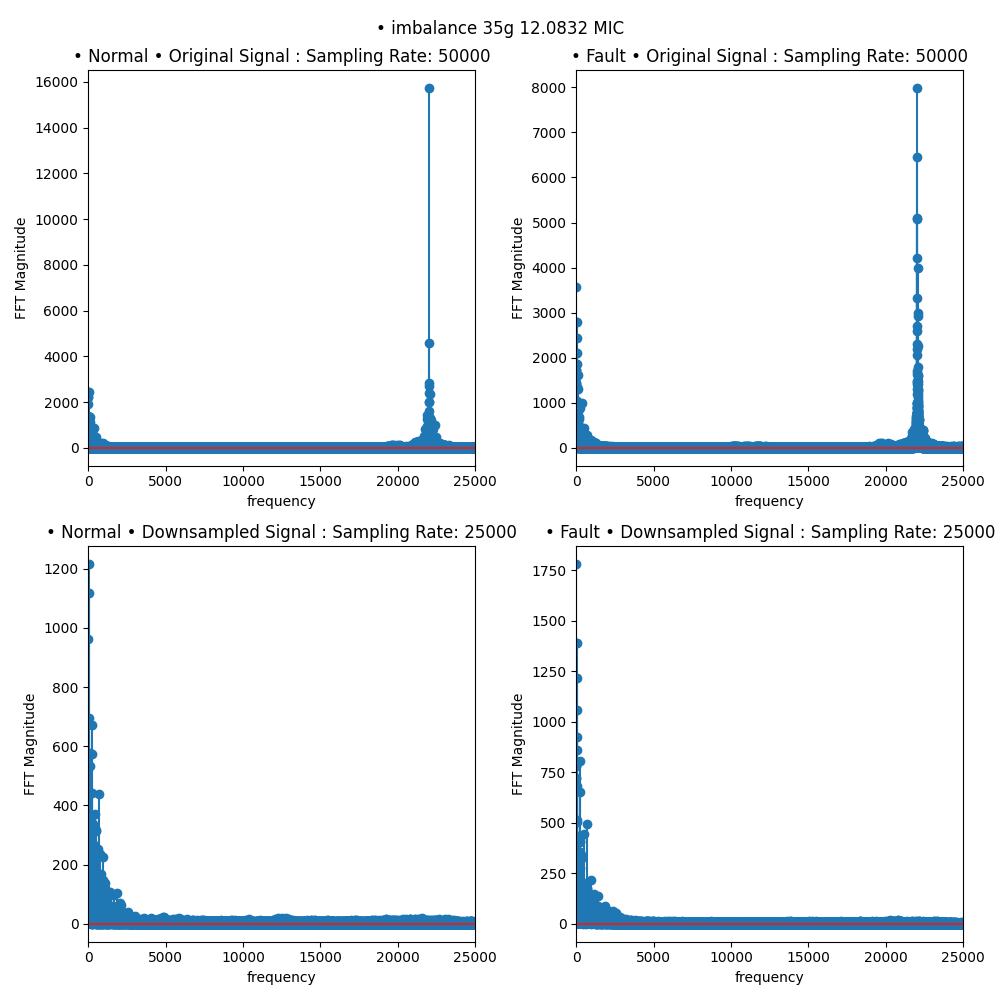 • imbalance 35g 12.0832 MIC
• Normal • Original Signal : Sampling Rate: 50000
• Fault • Original Signal : Sampling Rate: 50000
16000
14000
12000
10000
8000
6000
4000
2000
0
FFT Magnitude
0 5000 10000 15000 20000 25000
frequency
8000
7000
6000
5000
4000
3000
2000
1000
0
FFT Magnitude
0 5000 10000 15000 20000 25000
frequency
• Normal • Downsampled Signal : Sampling Rate: 25000
• Fault • Downsampled Signal : Sampling Rate: 25000
1200
1000
800
600
400
200
0
FFT Magnitude
0 5000 10000 15000 20000 25000
frequency
1750
1500
1250
1000
750
500
250
0
FFT Magnitude
0 5000 10000 15000 20000 25000
frequency